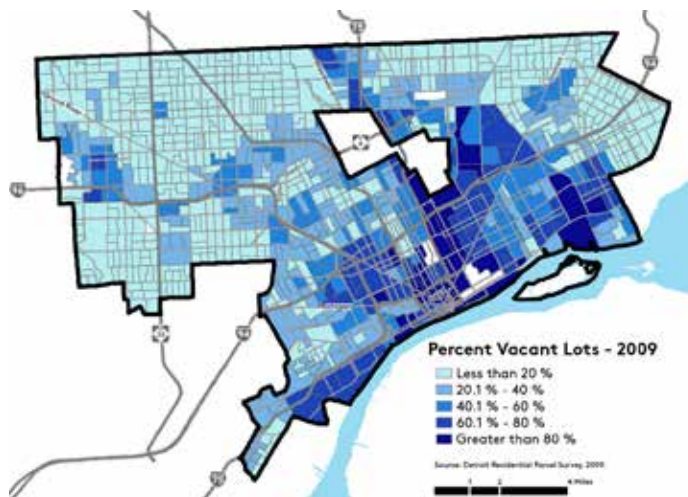 Percent Vacant Lots - 2009
Less than 20 %
20.1 % - 40 %
40.1 % - 60 %
60.1 % - 80 %
Greater than 80 %
Source: Detroit Residential Parcel Survey, 2009
1 2 4 Miles